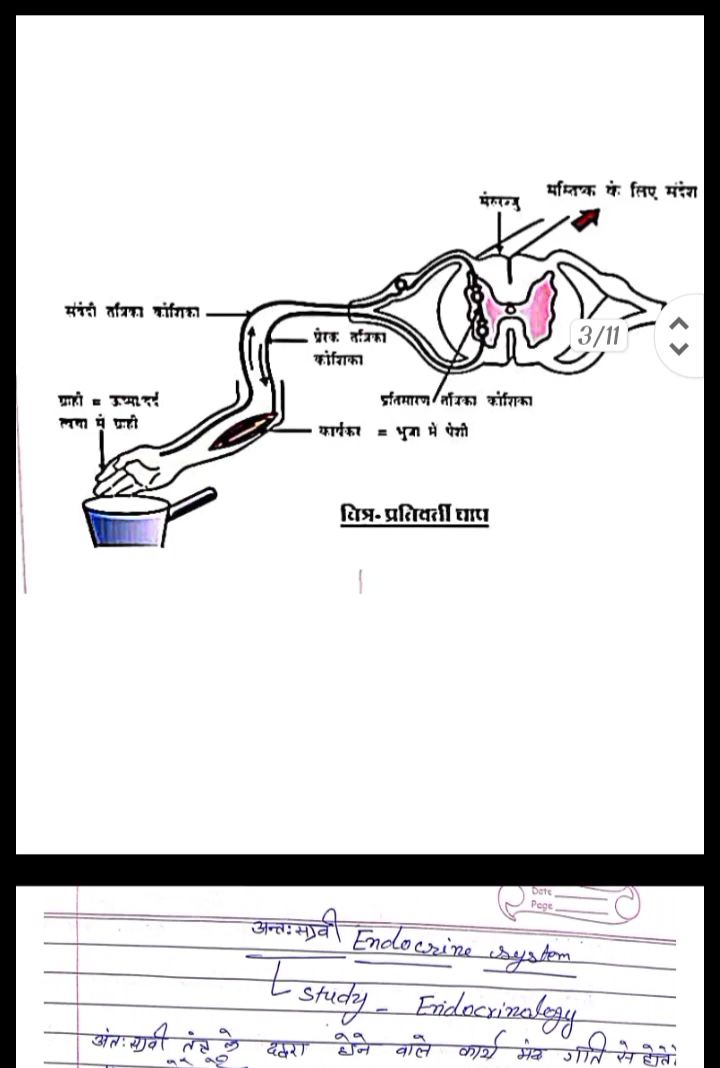 मस्तिष्क के लिए संदेश
मेरुरज्जु
संवेदी तंत्रिका कोशिका
3/11
प्रेरक तंत्रिका
कोशिका
ग्राही = ऊष्मा दर्द
त्वचा में ग्राही
प्रतिसारण तंत्रिका कोशिका
कार्यकर = भुजा में पेशी
चित्र- प्रतिवर्ती चाप
Date
Page
अन्तःस्रावी Endocrine system
study - Endocrinology
अंतःस्रावी तंत्र के द्वारा होने वाले कार्य मंद गति से होते